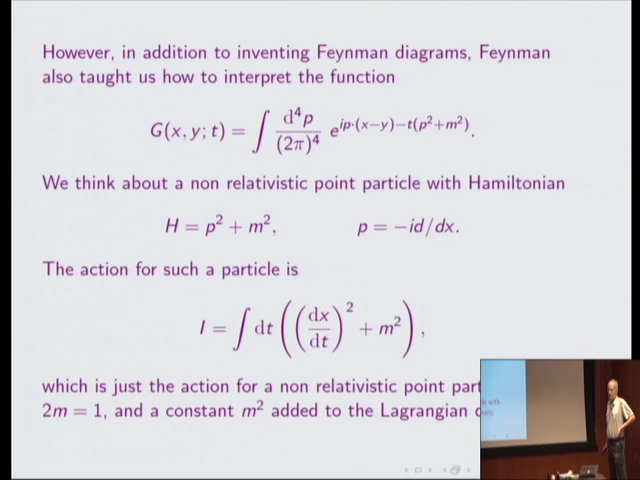 However, in addition to inventing Feynman diagrams, Feynman
also taught us how to interpret the function
G(x, y; t) = ∫ d⁴p/(2π)⁴ e^{ip·(x−y)−t(p²+m²)}.
We think about a non relativistic point particle with Hamiltonian
H = p² + m², p = −id/dx.
The action for such a particle is
I = ∫ dt ((dx/dt)² + m²),
which is just the action for a non relativistic point part
2m = 1, and a constant m² added to the Lagrangian